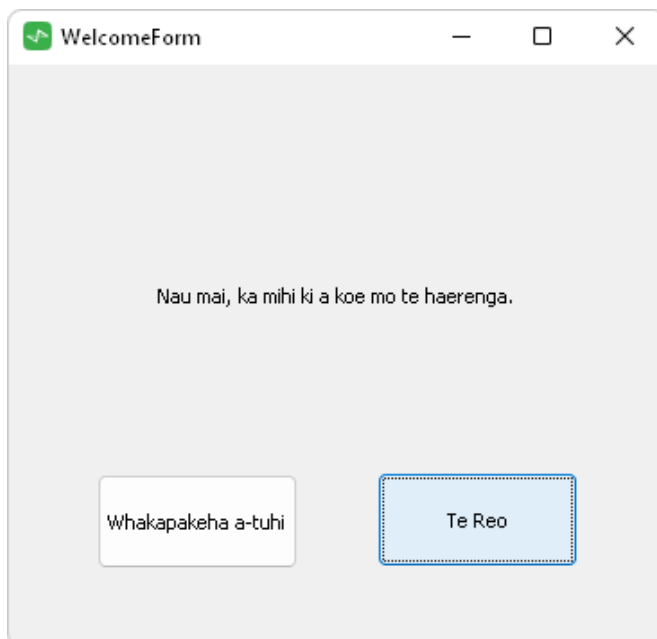 WelcomeForm
Nau mai, ka mihi ki a koe mo te haerenga.
Whakapakeha a-tuhi
Te Reo